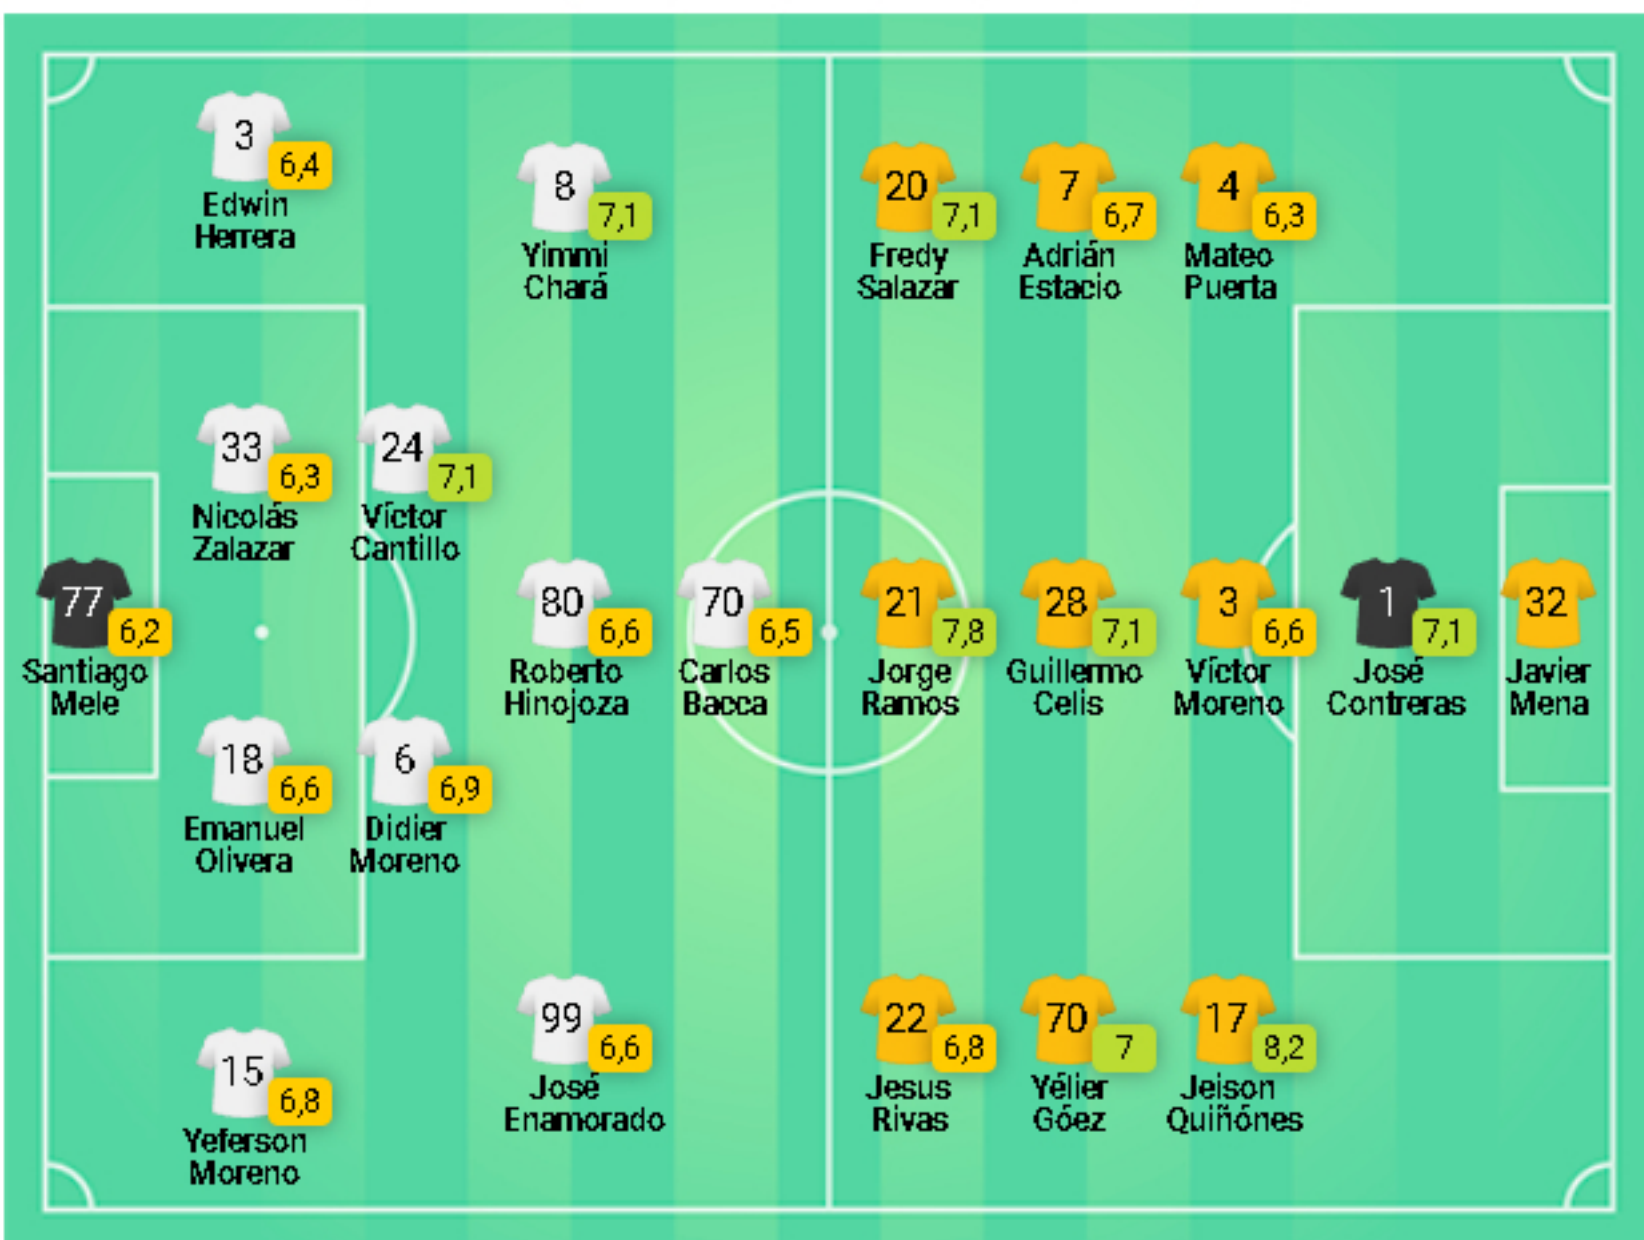 3
6,4
Edwin
Herrera
33
6,3
Nicolás
Zalazar
24
7,1
Víctor
Cantillo
77
6,2
Santiago
Mele
18
6,6
Emanuel
Olivera
6
6,9
Didier
Moreno
15
6,8
Yeferson
Moreno
8
7,1
Yimmi
Chará
80
6,6
Roberto
Hinojoza
70
6,5
Carlos
Bacca
99
6,6
José
Enamorado
20
7,1
Fredy
Salazar
7
6,7
Adrián
Estacio
4
6,3
Mateo
Puerta
21
7,8
Jorge
Ramos
28
7,1
Guillermo
Celis
3
6,6
Víctor
Moreno
1
7,1
José
Contreras
32
Javier
Mena
22
6,8
Jesus
Rivas
70
7
Yélier
Góez
17
8,2
Jeison
Quiñónes